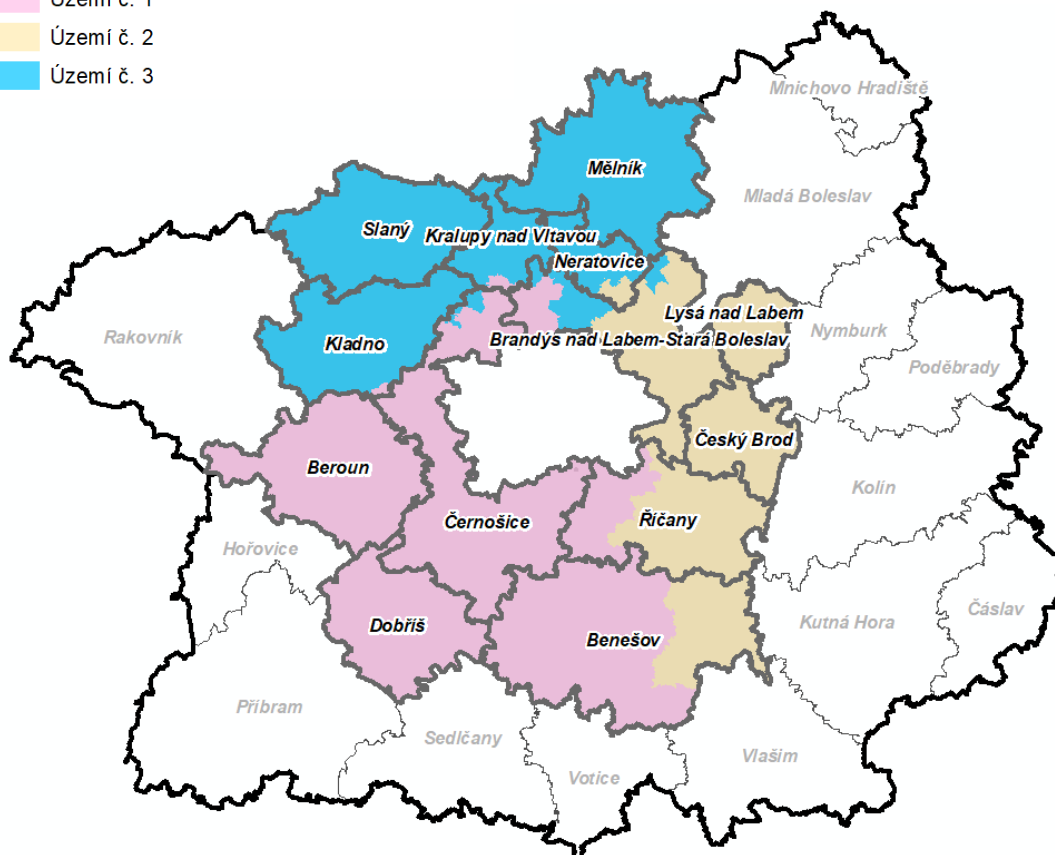 Území č. 1
Území č. 2
Území č. 3
Mnichovo Hradiště
Mělník
Mladá Boleslav
Slaný
Kralupy nad Vltavou
Neratovice
Lysá nad Labem
Nymburk
Rakovník
Kladno
Brandýs nad Labem-Stará Boleslav
Poděbrady
Český Brod
Beroun
Kolín
Černošice
Říčany
Hořovice
Čáslav
Kutná Hora
Dobříš
Benešov
Příbram
Sedlčany
Vlašim
Votice